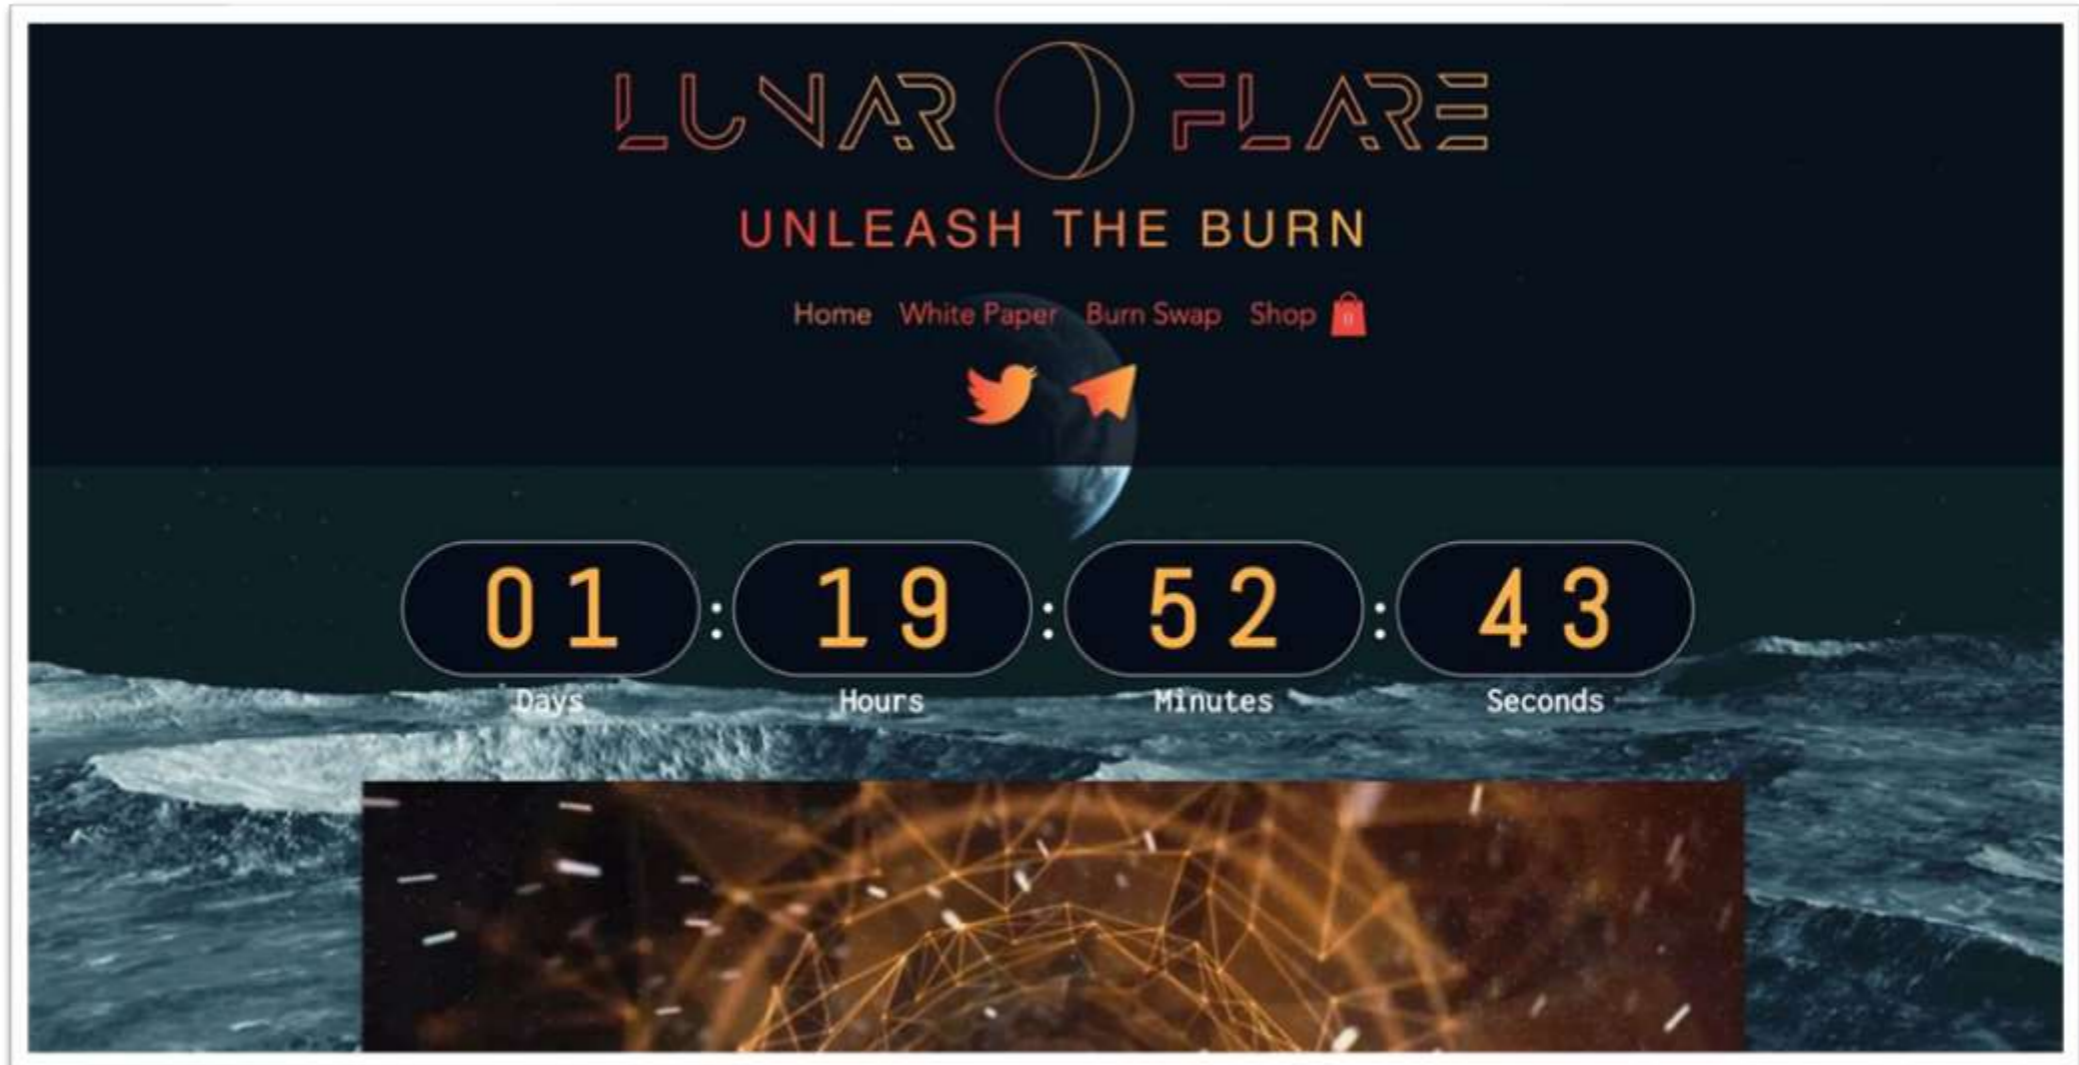 LUNAR FLARE
UNLEASH THE BURN
Home White Paper Burn Swap Shop 0
01 : 19 : 52 : 43
Days Hours Minutes Seconds